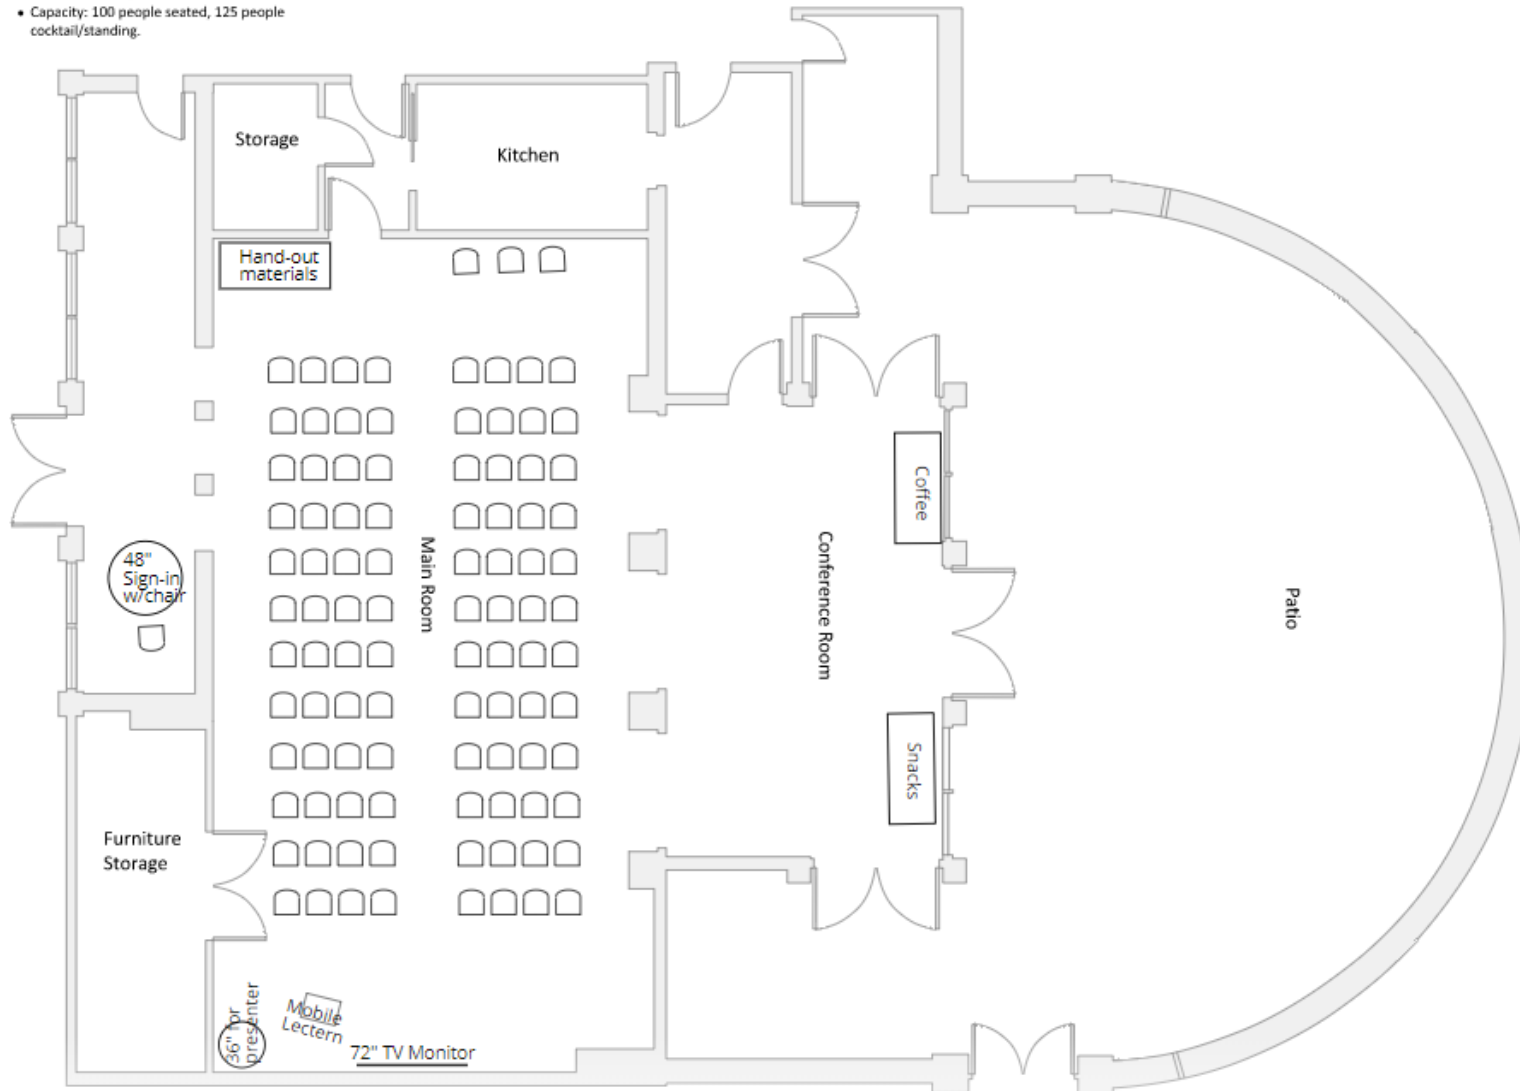 • Capacity: 100 people seated, 125 people
cocktail/standing.
Storage
Kitchen
Hand-out
materials
Coffee
48"
Sign-in
w/chair
Main Room
Conference Room
Patio
Snacks
Furniture
Storage
36" for
presenter
Mobile
Lectern
72" TV Monitor